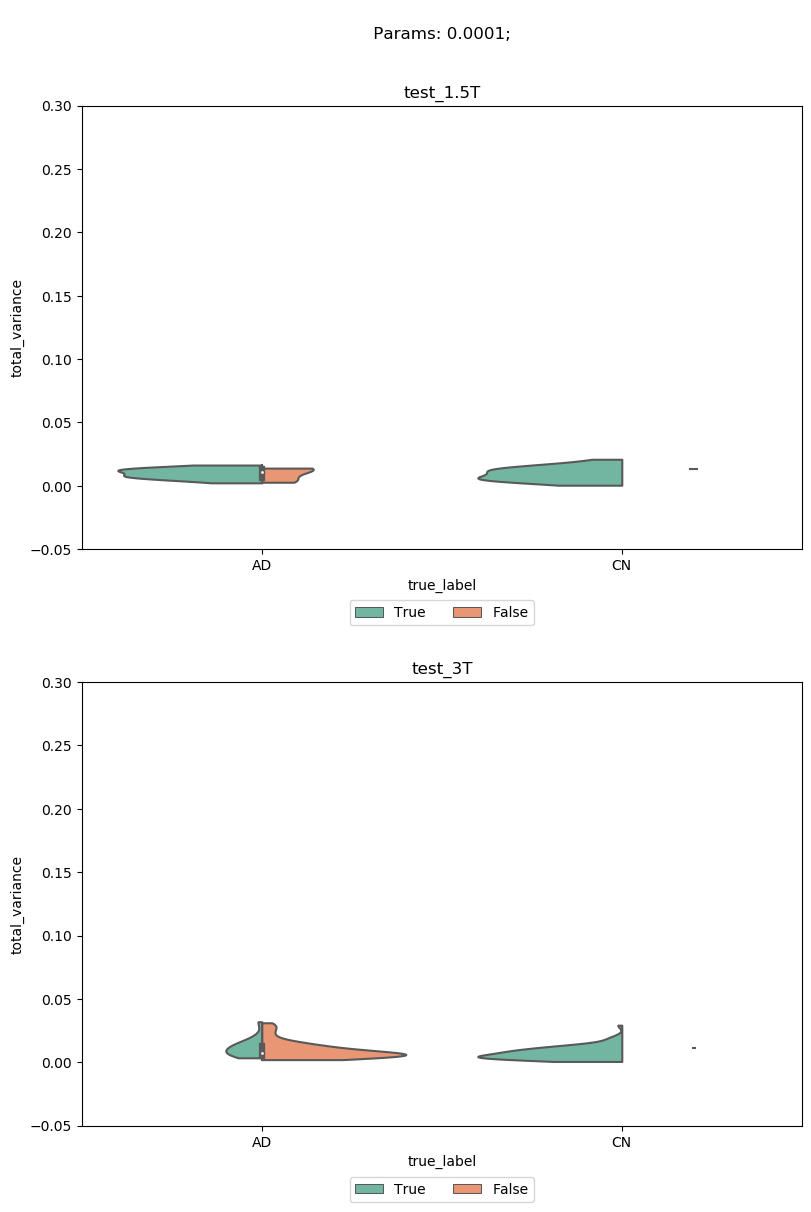 Params: 0.0001;
test_1.5T
0.30
0.25
0.20
0.15
0.10
0.05
0.00
−0.05
total_variance
AD CN
true_label
True False
test_3T
0.30
0.25
0.20
0.15
0.10
0.05
0.00
−0.05
total_variance
AD CN
true_label
True False